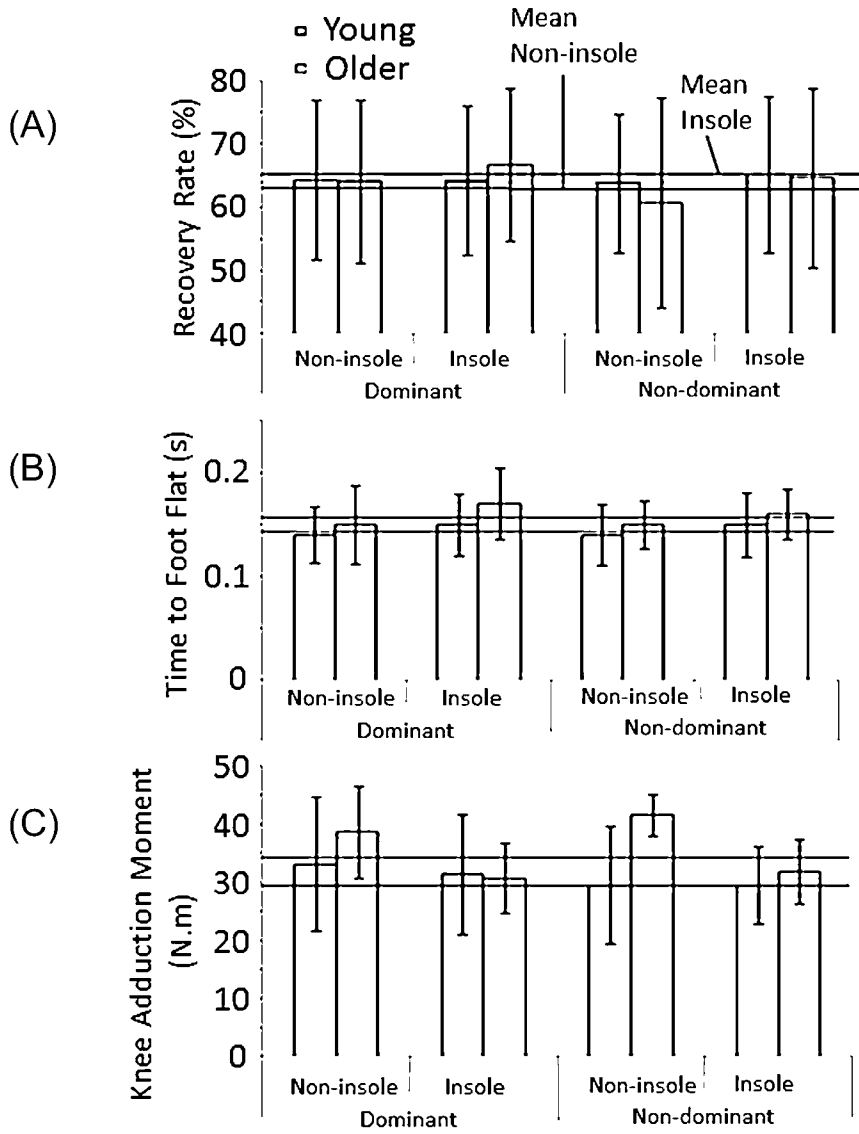 Young
Older
Mean
Non-insole
Mean
Insole
(A)
Recovery Rate (%)
80
70
60
50
40
Non-insole Insole Non-insole Insole
Dominant Non-dominant
(B)
Time to Foot Flat (s)
0.2
0.1
0
Non-insole Insole Non-insole Insole
Dominant Non-dominant
(C)
Knee Adduction Moment
(N.m)
50
40
30
20
10
0
Non-insole Insole Non-insole Insole
Dominant Non-dominant